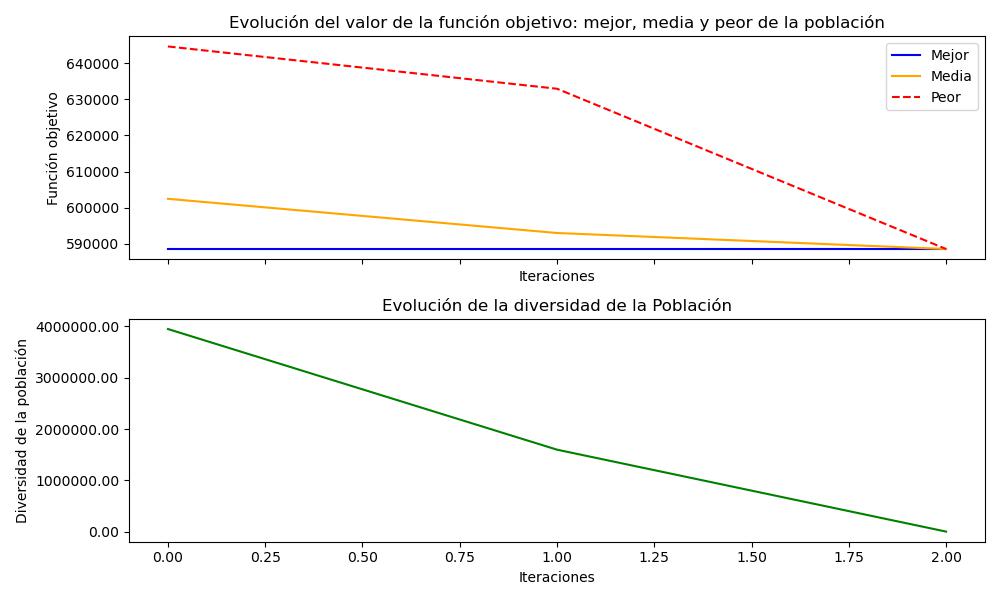 Evolución del valor de la función objetivo: mejor, media y peor de la población
Función objetivo
640000
630000
620000
610000
600000
590000
Mejor
Media
Peor
Iteraciones
Evolución de la diversidad de la Población
Diversidad de la población
4000000.00
3000000.00
2000000.00
1000000.00
0.00
0.00 0.25 0.50 0.75 1.00 1.25 1.50 1.75 2.00
Iteraciones